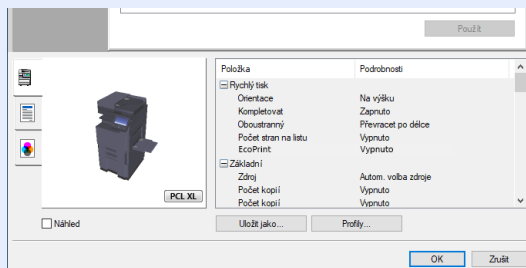 Použít
Položka Podrobnosti
Rychlý tisk
Orientace Na výšku
Kompletovat Zapnuto
Oboustranný Převracet po délce
Počet stran na listu Vypnuto
EcoPrint Vypnuto
Základní
Zdroj Autom. volba zdroje
Počet kopií Vypnuto
Počet kopií Vypnuto
PCL XL
Náhled Uložit jako... Profily...
OK Zrušit